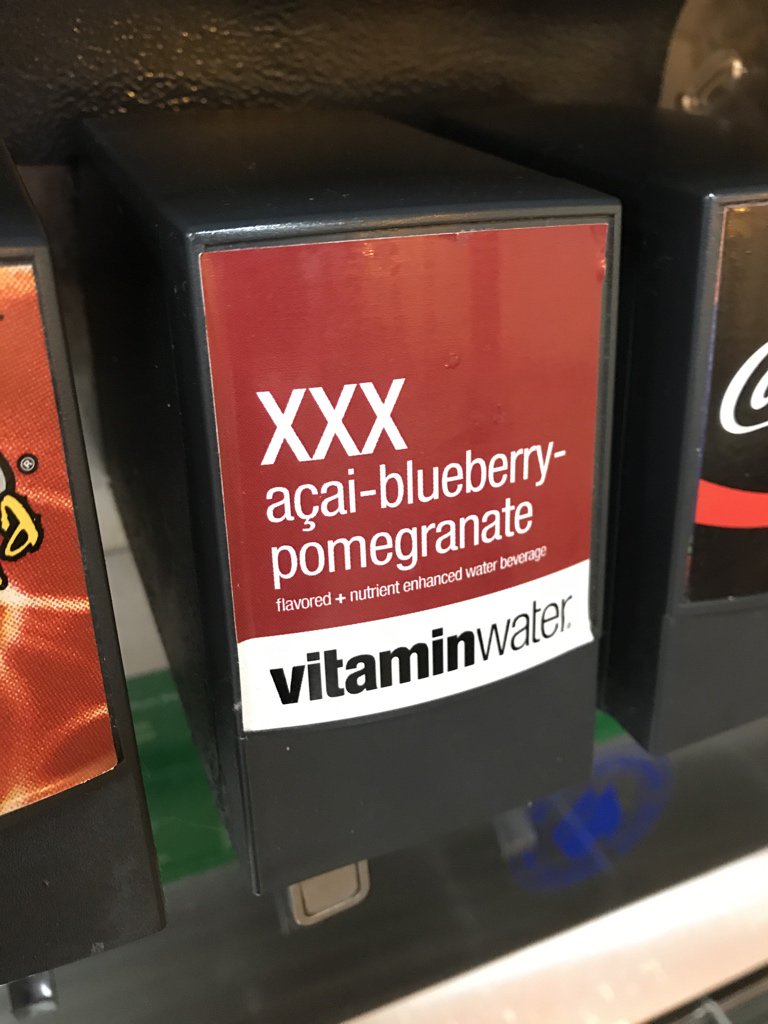 XXX
açai-blueberry-
pomegranate
flavored + nutrient enhanced water beverage
vitaminwater®
®